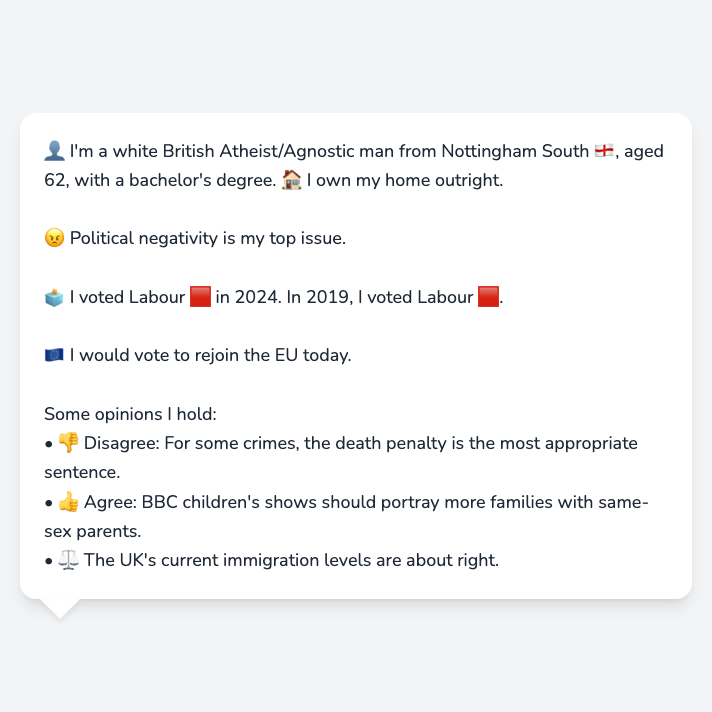 👤 I'm a white British Atheist/Agnostic man from Nottingham South 🏴󠁧󠁢󠁥󠁮󠁧󠁿, aged
62, with a bachelor's degree. 🏠 I own my home outright.
😠 Political negativity is my top issue.
🗳️ I voted Labour 🟥 in 2024. In 2019, I voted Labour 🟥.
🇪🇺 I would vote to rejoin the EU today.
Some opinions I hold:
• 👎 Disagree: For some crimes, the death penalty is the most appropriate
sentence.
• 👍 Agree: BBC children's shows should portray more families with same-
sex parents.
• ⚖️ The UK's current immigration levels are about right.